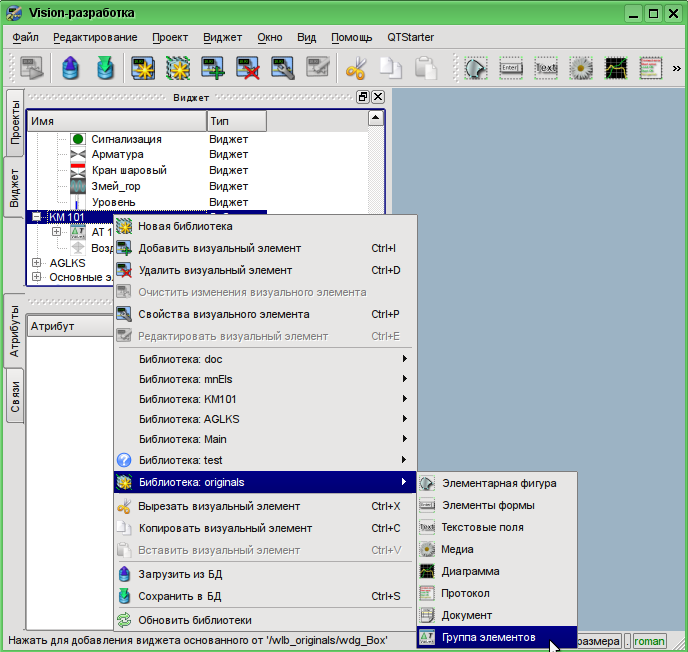 Vision-разработка
Файл Редактирование Проект Виджет Окно Вид Помощь QTStarter
Виджет
Проекты
Виджет
Атрибуты
Связи
Имя Тип
Сигнализация Виджет
Арматура Виджет
Кран шаровый Виджет
Змей_гор Виджет
Уровень Виджет
КМ 101
АТ 1
Возд
AGLKS
Основные э
Атрибут
Новая библиотека
Добавить визуальный элемент Ctrl+I
Удалить визуальный элемент Ctrl+D
Очистить изменения визуального элемента
Свойства визуального элемента Ctrl+P
Редактировать визуальный элемент Ctrl+E
Библиотека: doc
Библиотека: mnEls
Библиотека: KM101
Библиотека: AGLKS
Библиотека: Main
Библиотека: test
Библиотека: originals
Вырезать визуальный элемент Ctrl+X
Копировать визуальный элемент Ctrl+C
Вставить визуальный элемент Ctrl+V
Загрузить из БД
Сохранить в БД Ctrl+S
Обновить библиотеки
Элементарная фигура
Элементы формы
Текстовые поля
Медиа
Диаграмма
Протокол
Документ
Группа элементов
Нажать для добавления виджета основанного от '/wlb_originals/wdg_Box' размера . roman